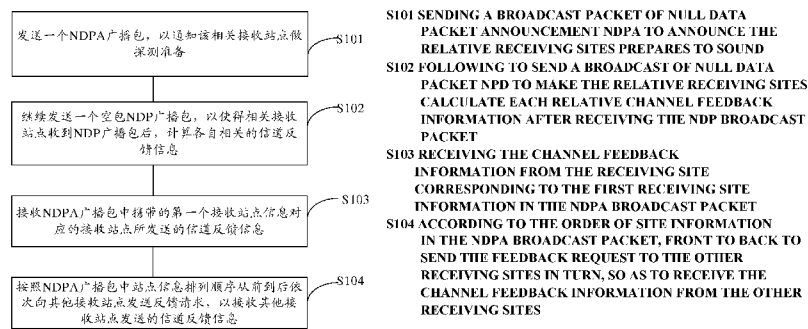 发送一个NDPA广播包，以通知该相关接收站点做
探测准备
S101
继续发送一个空包NDP广播包，以使得相关接收
站点收到NDP广播包后，计算各自相关的信道反
馈信息
S102
接收NDPA广播包中携带的第一个接收站点信息对
应的接收站点所发送的信道反馈信息
S103
按照NDPA广播包中站点信息排列顺序从前到后依
次向其他接收站点发送反馈请求，以接收其他接
收站点发送的信道反馈信息
S104
S101 SENDING A BROADCAST PACKET OF NULL DATA
PACKET ANNOUNCEMENT NDPA TO ANNOUNCE THE
RELATIVE RECEIVING SITES PREPARES TO SOUND
S102 FOLLOWING TO SEND A BROADCAST OF NULL DATA
PACKET NPD TO MAKE THE RELATIVE RECEIVING SITES
CALCULATE EACH RELATIVE CHANNEL FEEDBACK
INFORMATION AFTER RECEIVING THE NDP BROADCAST
PACKET
S103 RECEIVING THE CHANNEL FEEDBACK
INFORMATION FROM THE RECEIVING SITE
CORRESPONDING TO THE FIRST RECEIVING SITE
INFORMATION IN THE NDPA BROADCAST PACKET
S104 ACCORDING TO THE ORDER OF SITE INFORMATION
IN THE NDPA BROADCAST PACKET, FRONT TO BACK TO
SEND THE FEEDBACK REQUEST TO THE OTHER
RECEIVING SITES IN TURN, SO AS TO RECEIVE THE
CHANNEL FEEDBACK INFORMATION FROM THE OTHER
RECEIVING SITES